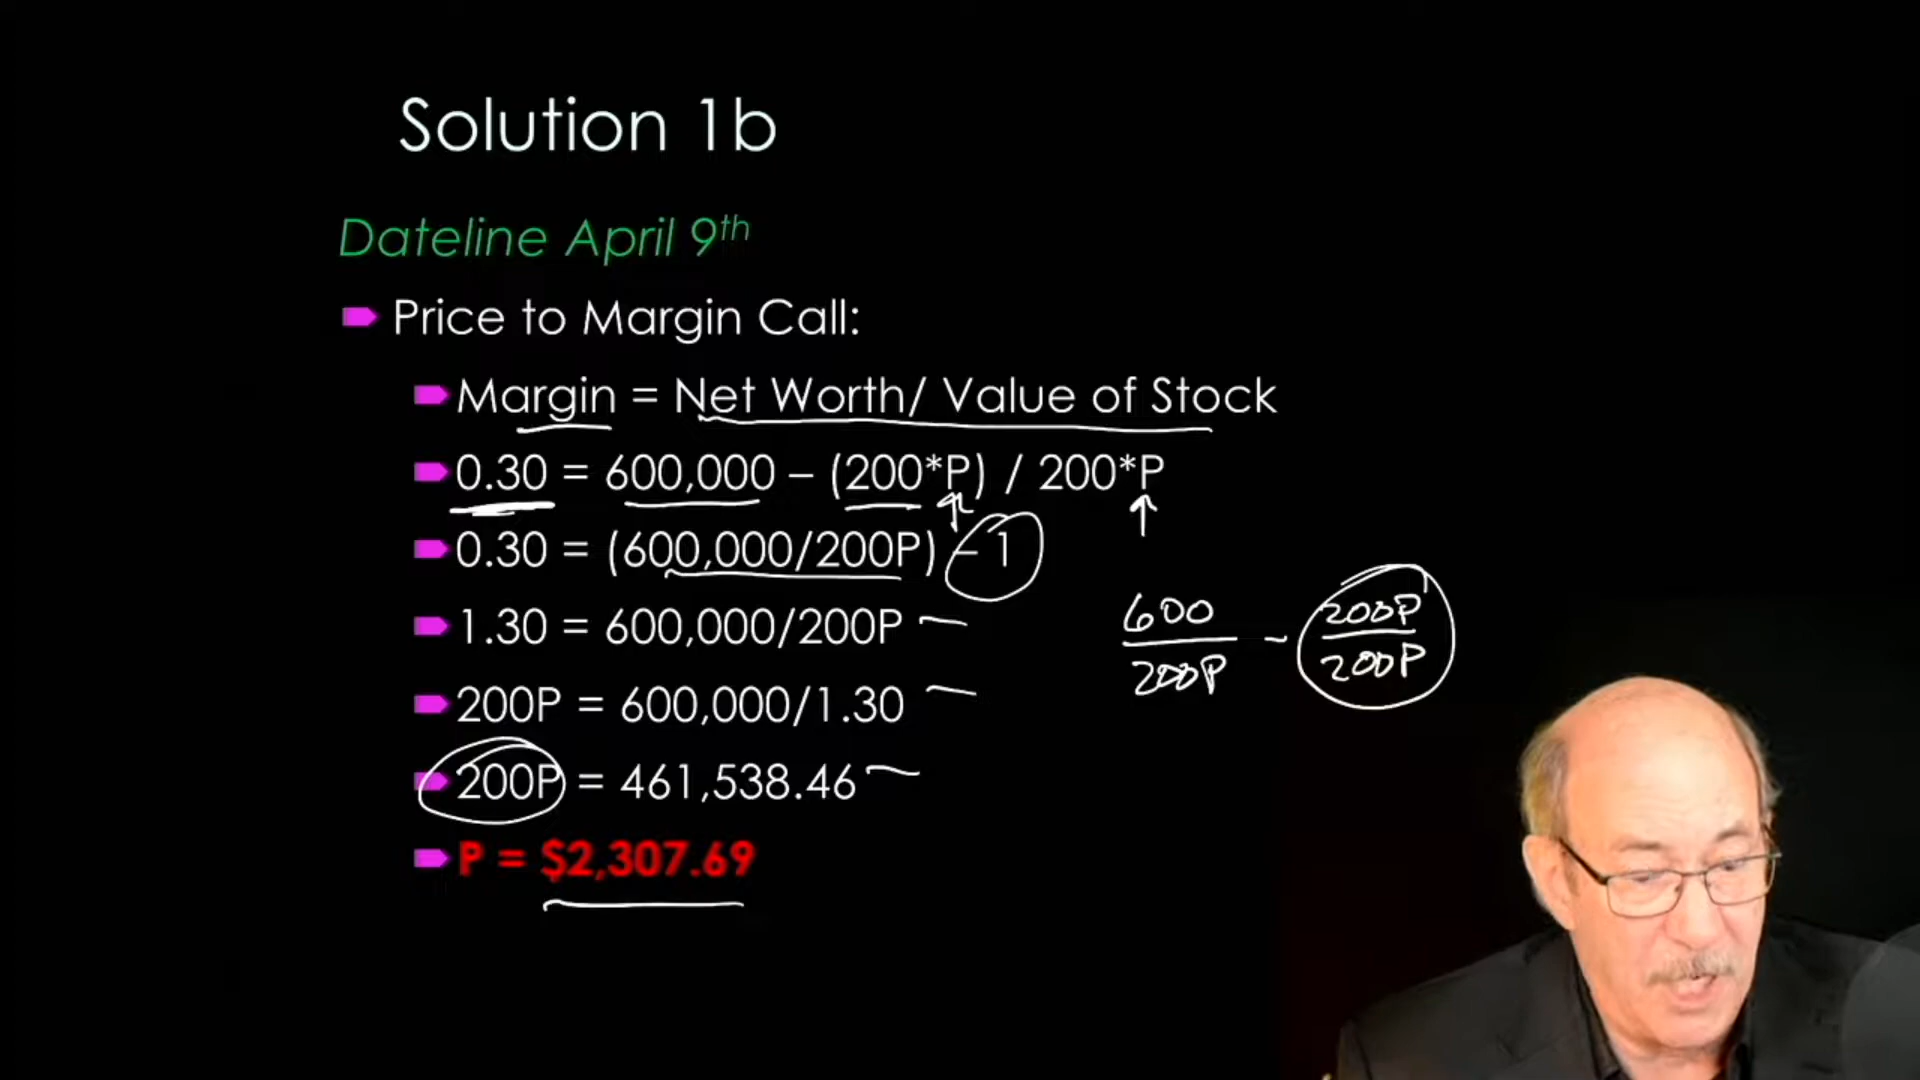 Solution 1b
Dateline April 9th
Price to Margin Call:
Margin = Net Worth/ Value of Stock
0.30 = 600,000 – (200*P) / 200*P
0.30 = (600,000/200P) – 1
1.30 = 600,000/200P
200P = 600,000/1.30
200P = 461,538.46
P = $2,307.69
600 – 200P
200P 200P